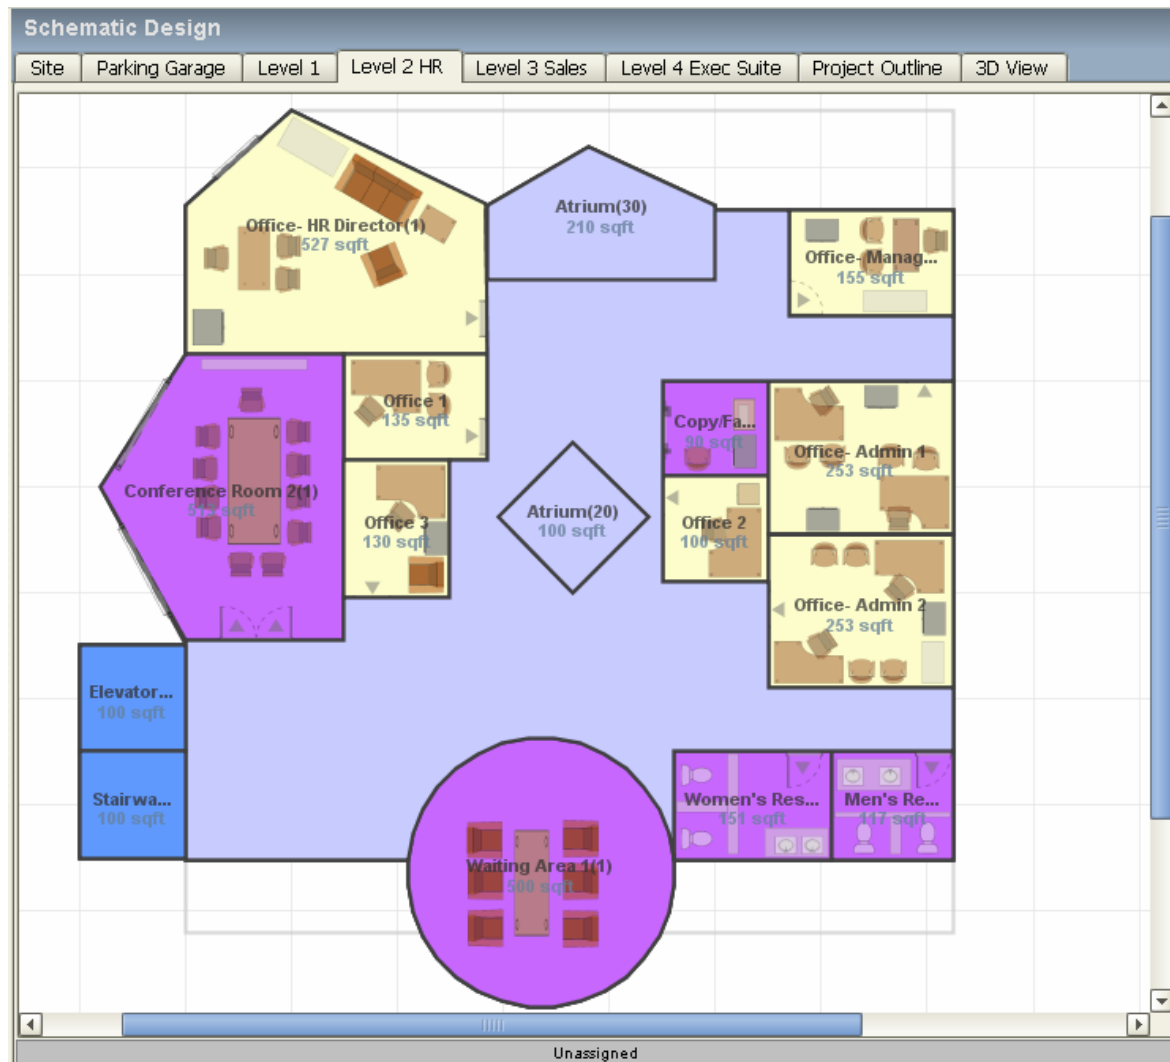 Schematic Design
Site
Parking Garage
Level 1
Level 2 HR
Level 3 Sales
Level 4 Exec Suite
Project Outline
3D View
Atrium(30)
210 sqft
Office- HR Director(1)
527 sqft
Office- Manag...
155 sqft
Office 1
135 sqft
Copy/Fa...
90 sqft
Office- Admin 1
253 sqft
Conference Room 2(1)
Atrium(20)
100 sqft
Office 3
130 sqft
Office 2
100 sqft
Office- Admin 2
253 sqft
Elevator...
100 sqft
Stairwa...
100 sqft
Women's Res...
151 sqft
Men's Re...
117 sqft
Waiting Area 1(1)
500 sqft
Unassigned